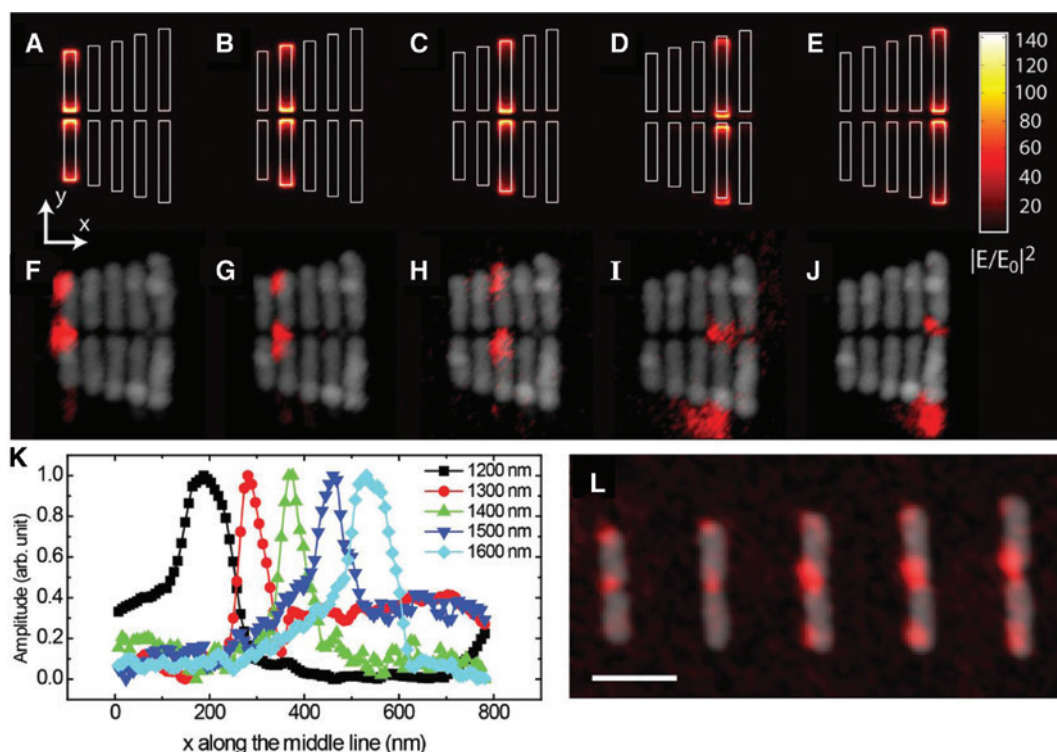 A
B
C
D
E
140
120
100
80
60
40
20
y
x
|E/E₀|²
F
G
H
I
J
K
1.0
0.8
0.6
0.4
0.2
0.0
Amplitude (arb. unit)
1200 nm
1300 nm
1400 nm
1500 nm
1600 nm
0
200
400
600
800
x along the middle line (nm)
L